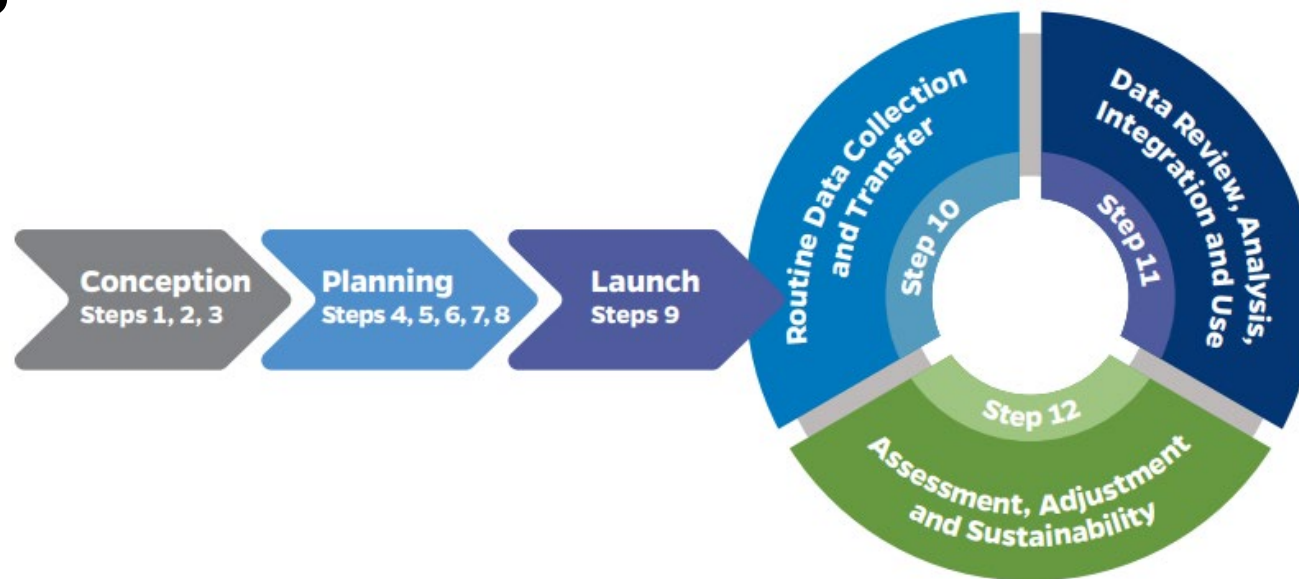 Conception
Steps 1, 2, 3
Planning
Steps 4, 5, 6, 7, 8
Launch
Steps 9
Routine Data Collection
and Transfer
Step 10
Data Review, Analysis,
Integration and Use
Step 11
Step 12
Assessment, Adjustment
and Sustainability